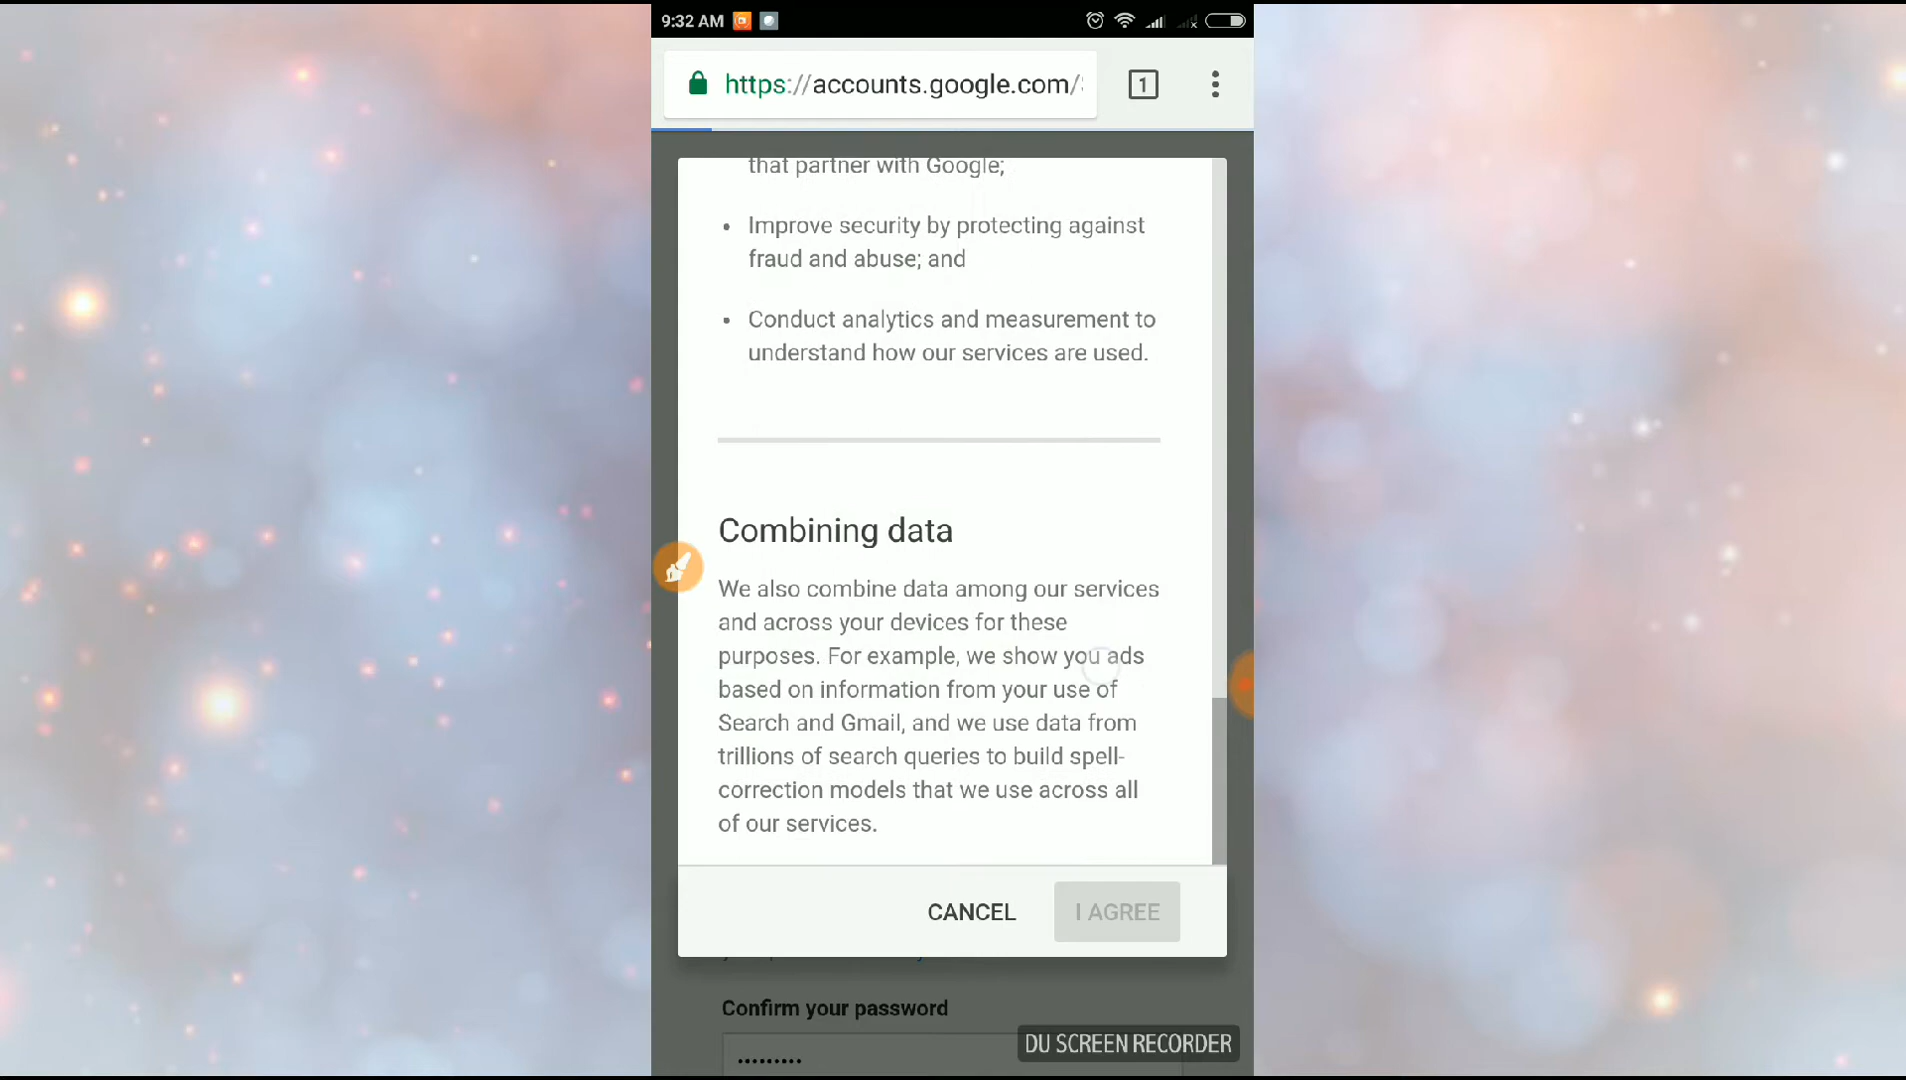 9:32 AM
https://accounts.google.com/
1
that partner with Google;
• Improve security by protecting against
fraud and abuse; and
• Conduct analytics and measurement to
understand how our services are used.
Combining data
We also combine data among our services
and across your devices for these
purposes. For example, we show you ads
based on information from your use of
Search and Gmail, and we use data from
trillions of search queries to build spell-
correction models that we use across all
of our services.
CANCEL
I AGREE
Confirm your password
•••••••••
DU SCREEN RECORDER